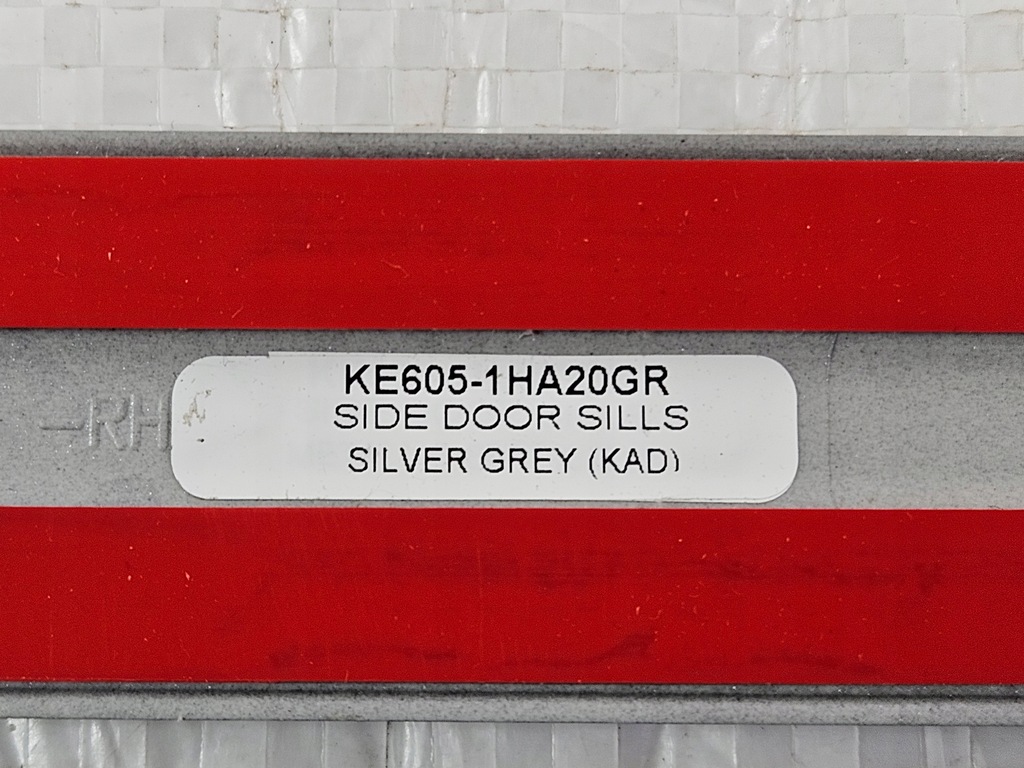 KE605-1HA20GR
SIDE DOOR SILLS
-RH
SILVER GREY (KAD)